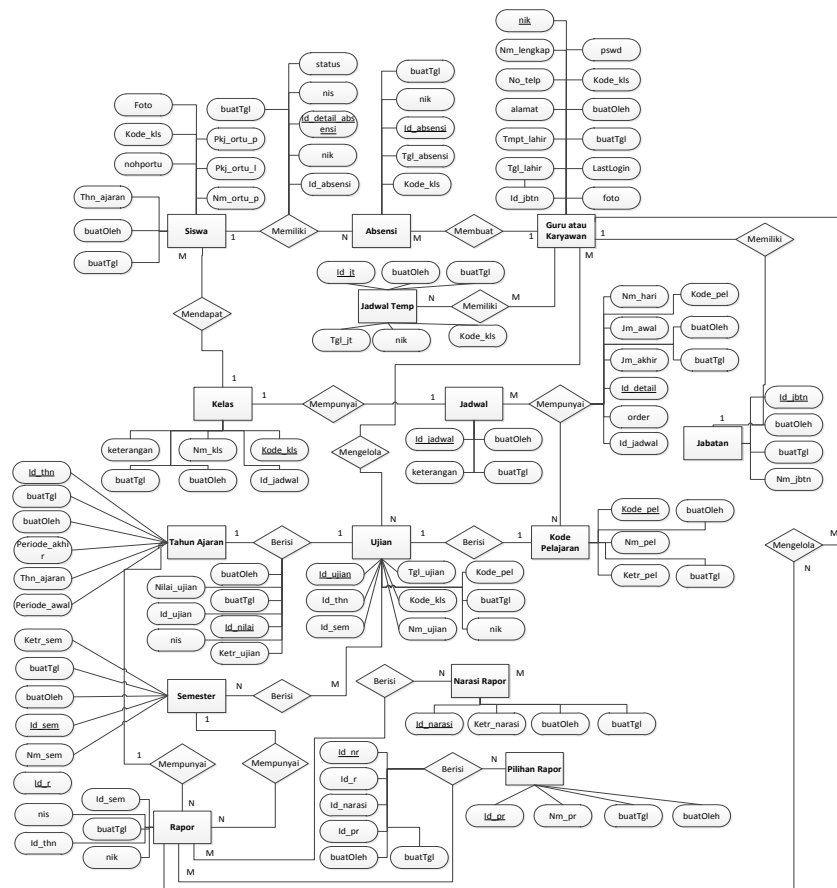 nik
Nm_lengkap
pswd
No_telp
Kode_kls
alamat
buatOleh
Tmpt_lahir
buatTgl
Tgl_lahir
LastLogin
Id_jbtn
foto
status
nis
buatTgl
Id_detail_abs
ensi
nik
Id_absensi
buatTgl
nik
Id_absensi
Tgl_absensi
Kode_kls
Foto
Kode_kls
Pkj_ortu_p
nohportu
Pkj_ortu_l
Nm_ortu_p
Thn_ajaran
buatOleh
buatTgl
Siswa
1
Memiliki
N
Absensi
M
Membuat
1
Guru atau
Karyawan
1
Memiliki
M
M
Mendapat
1
Id_jt
buatOleh
buatTgl
Jadwal Temp
N
Memiliki
M
Tgl_jt
nik
Kode_kls
Nm_hari
Kode_pel
Jm_awal
buatOleh
Jm_akhir
buatTgl
Id_detail
order
Id_jadwal
Kelas
1
Mempunyai
1
Jadwal
M
Mempunyai
N
1
Jabatan
Id_jbtn
buatOleh
buatTgl
Nm_jbtn
keterangan
Nm_kls
Kode_kls
buatTgl
buatOleh
Id_jadwal
Mengelola
N
Id_jadwal
buatOleh
keterangan
buatTgl
Id_thn
buatTgl
buatOleh
Periode_akhi
r
Thn_ajaran
Periode_awal
Tahun Ajaran
1
Berisi
1
Ujian
1
Berisi
1
Kode
Pelajaran
Kode_pel
buatOleh
Nm_pel
Ketr_pel
buatTgl
Mengelola
M
N
buatOleh
Nilai_ujian
buatTgl
Id_ujian
Id_nilai
nis
Ketr_ujian
Id_ujian
Tgl_ujian
Kode_pel
Id_thn
Kode_kls
buatTgl
Id_sem
Nm_ujian
nik
Ketr_sem
buatTgl
buatOleh
Id_sem
Nm_sem
Semester
N
Berisi
M
1
Berisi
N
Narasi Rapor
M
Id_narasi
Ketr_narasi
buatOleh
buatTgl
1
Mempunyai
N
Mempunyai
N
Id_r
Id_sem
nis
buatTgl
Id_thn
nik
Rapor
M
M
Id_nr
Id_r
Id_narasi
Id_pr
buatOleh
buatTgl
Berisi
N
Pilihan Rapor
Id_pr
Nm_pr
buatTgl
buatOleh